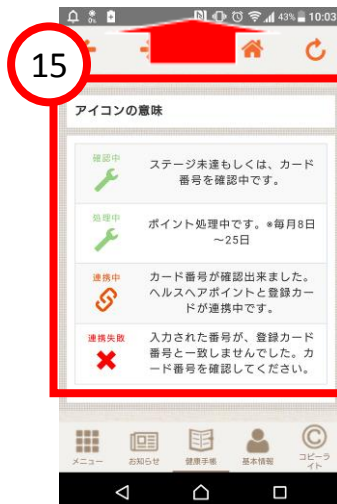 43% 10:03
15
アイコンの意味
確認中
ステージ未達もしくは、カード
番号を確認中です。
処理中
ポイント処理中です。※毎月8日
～25日
連携中
カード番号が確認出来ました。
ヘルスヘアポイントと登録カー
ドが連携中です。
連携失敗
入力された番号が、登録カード
番号と一致しませんでした。カ
ード番号を確認してください。
メニュー お知らせ 健康手帳 基本情報 コピーラ
イト